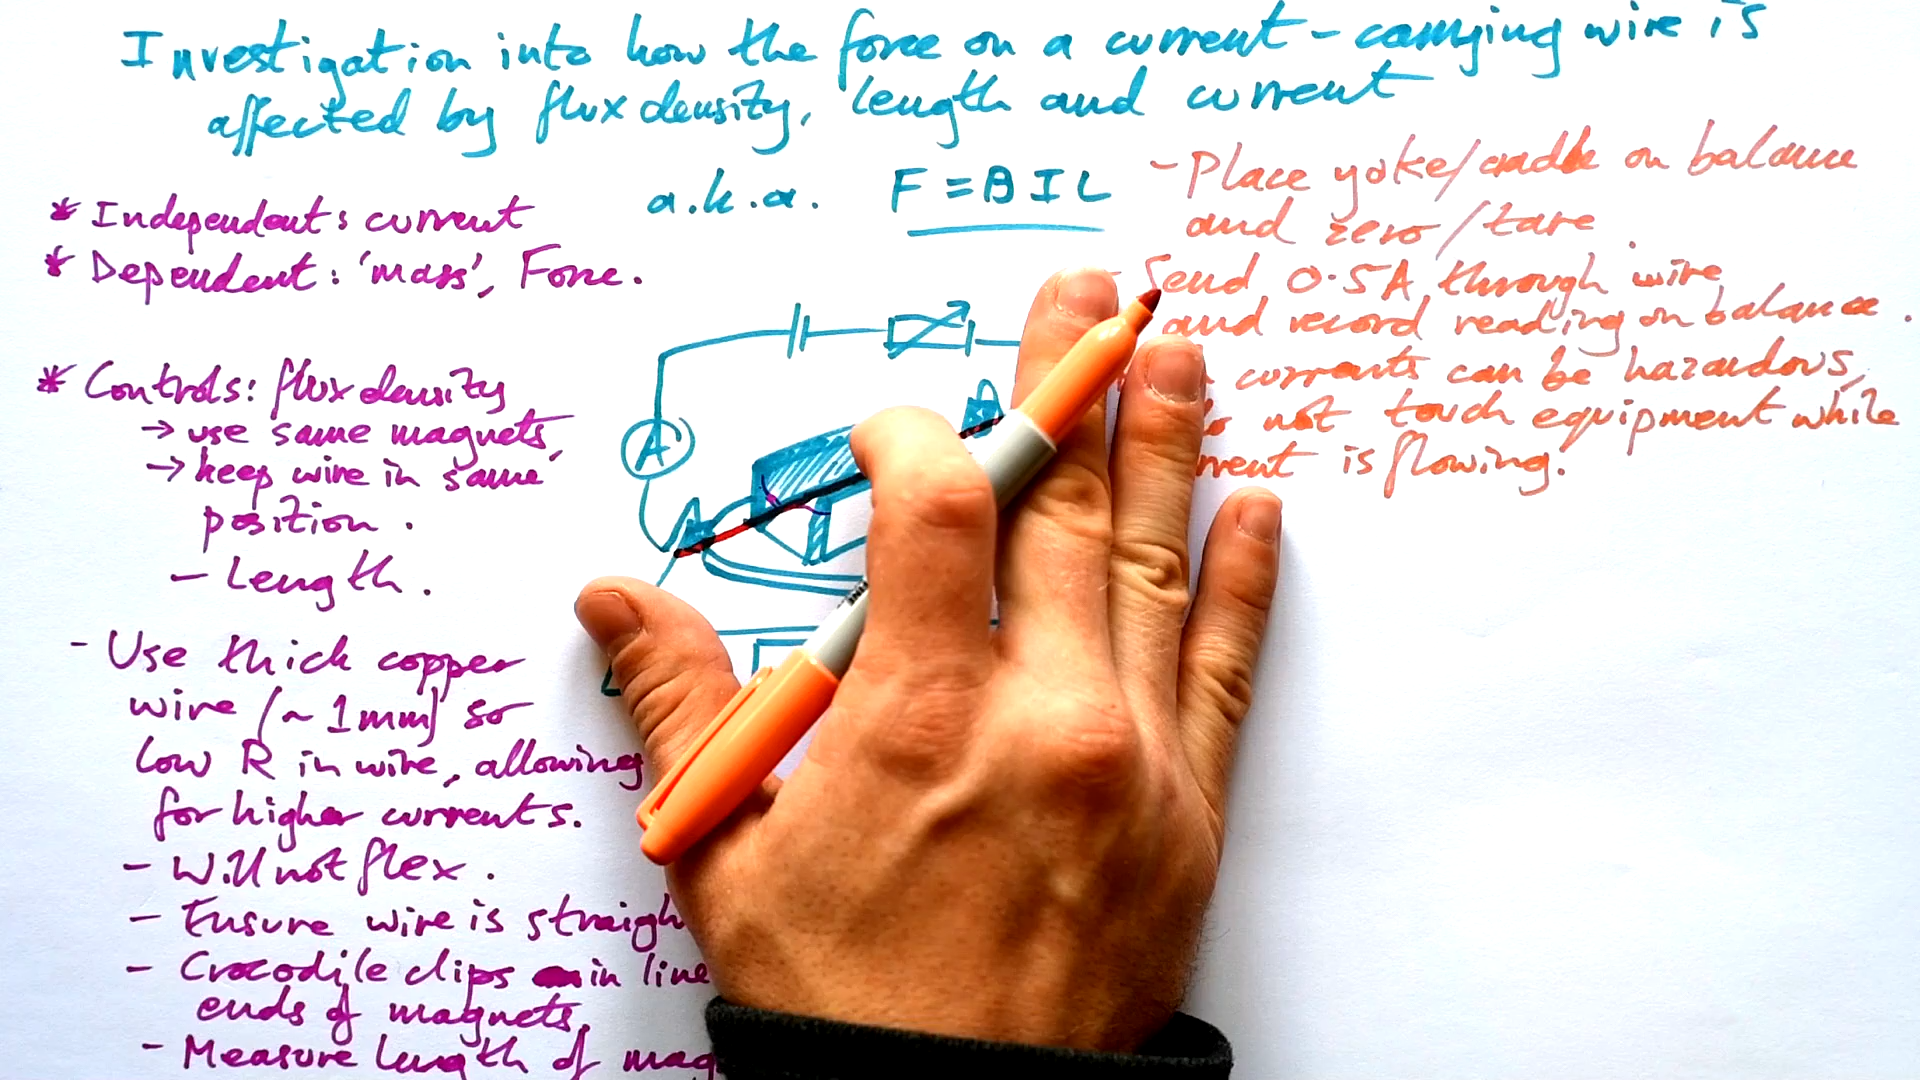 Investigation into how the force on a current-carrying wire is
affected by flux density, length and current
a.k.a. F = B I L
* Independent: current
* Dependent: 'mass', Force.
* Controls: flux density
→ use same magnets,
→ keep wire in same
position.
- Length.
- Use thick copper
wire (~1mm) so
low R in wire, allowing
for higher currents.
- Will not flex.
- Ensure wire is straigh
- Crocodile clips in line
ends of magnets,
- Measure length of mag
A
- Place yoke/cradle on balance
and zero/tare.
- Send 0.5A through wire
and record reading on balance.
currents can be hazardous,
not touch equipment while
rent is flowing.